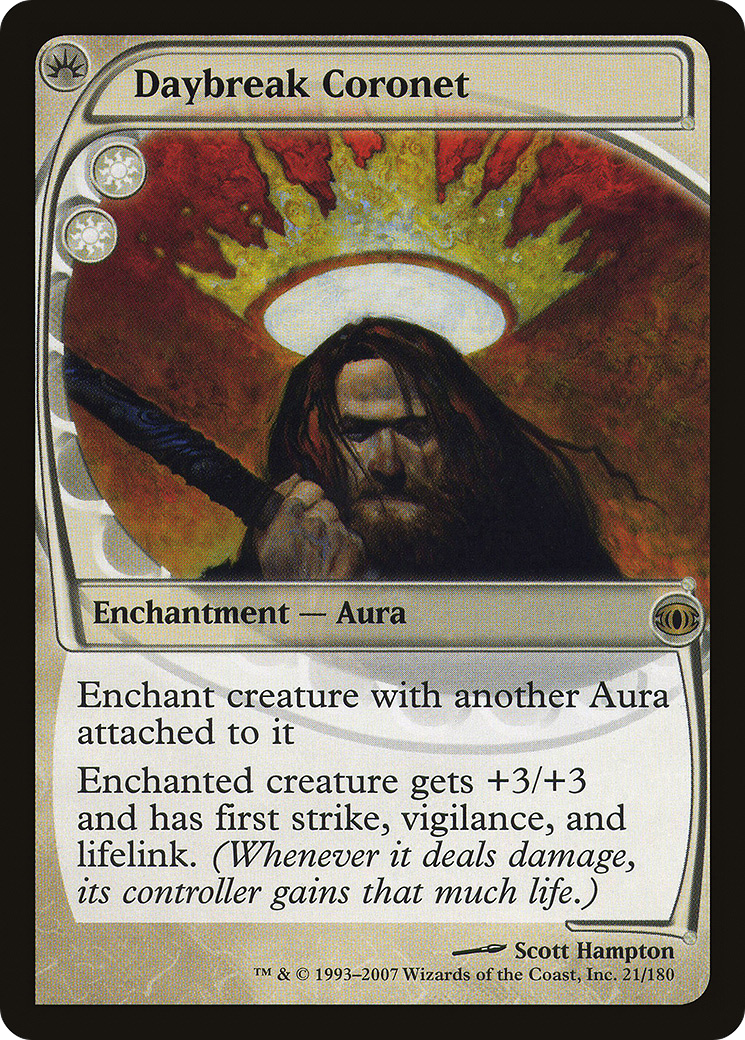 Daybreak Coronet
Enchantment — Aura
Enchant creature with another Aura
attached to it
Enchanted creature gets +3/+3
and has first strike, vigilance, and
lifelink. (Whenever it deals damage,
its controller gains that much life.)
Scott Hampton
™ & © 1993–2007 Wizards of the Coast, Inc. 21/180